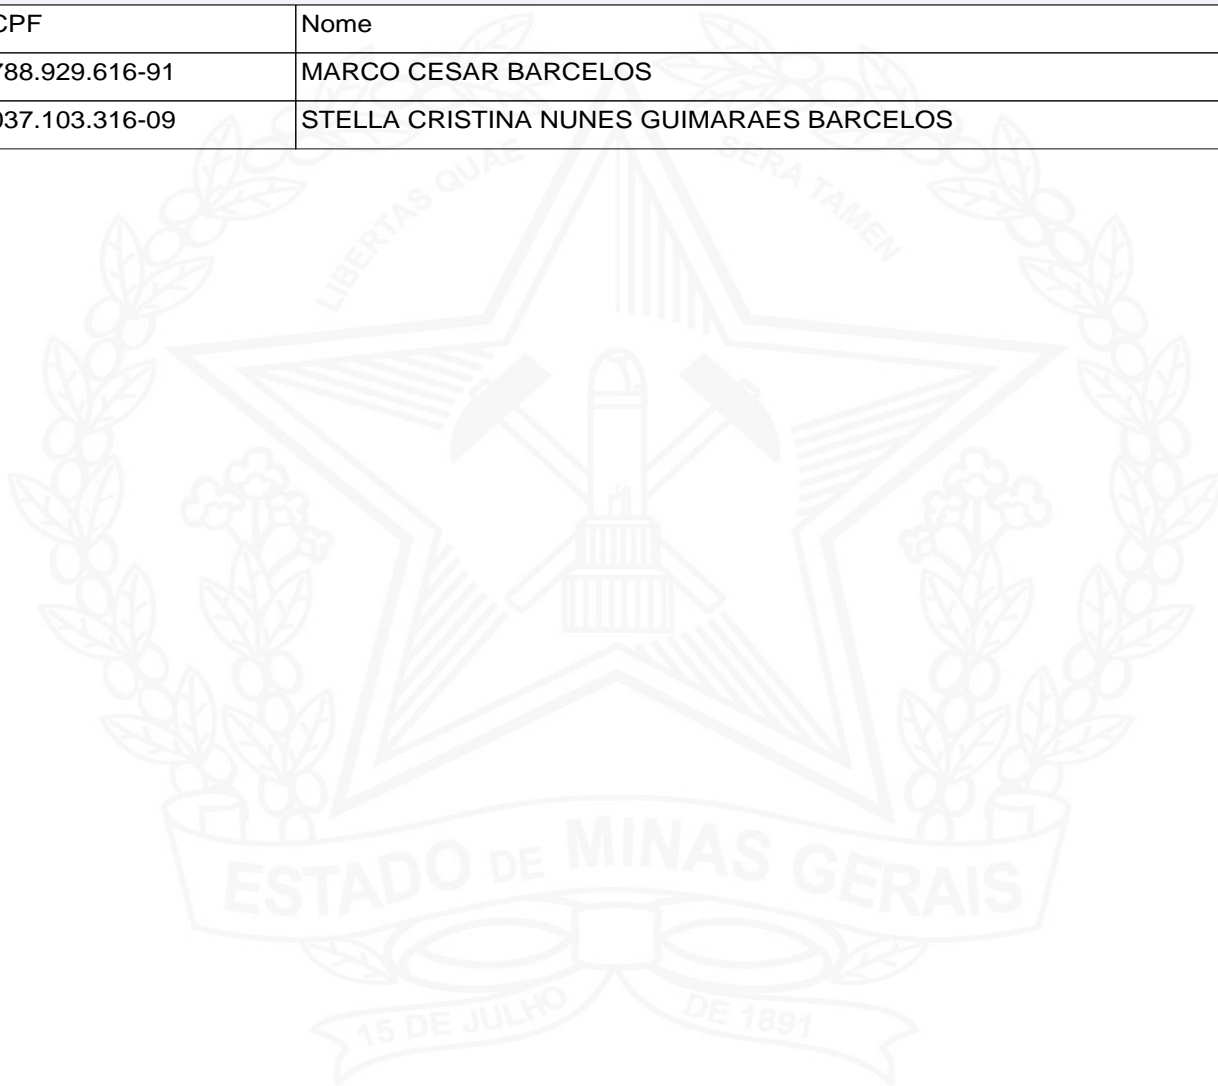 CPF Nome
788.929.616-91 MARCO CESAR BARCELOS
037.103.316-09 STELLA CRISTINA NUNES GUIMARAES BARCELOS
LIBERTAS QUAE SERA TAMEN
ESTADO DE MINAS GERAIS
15 DE JULHO DE 1891